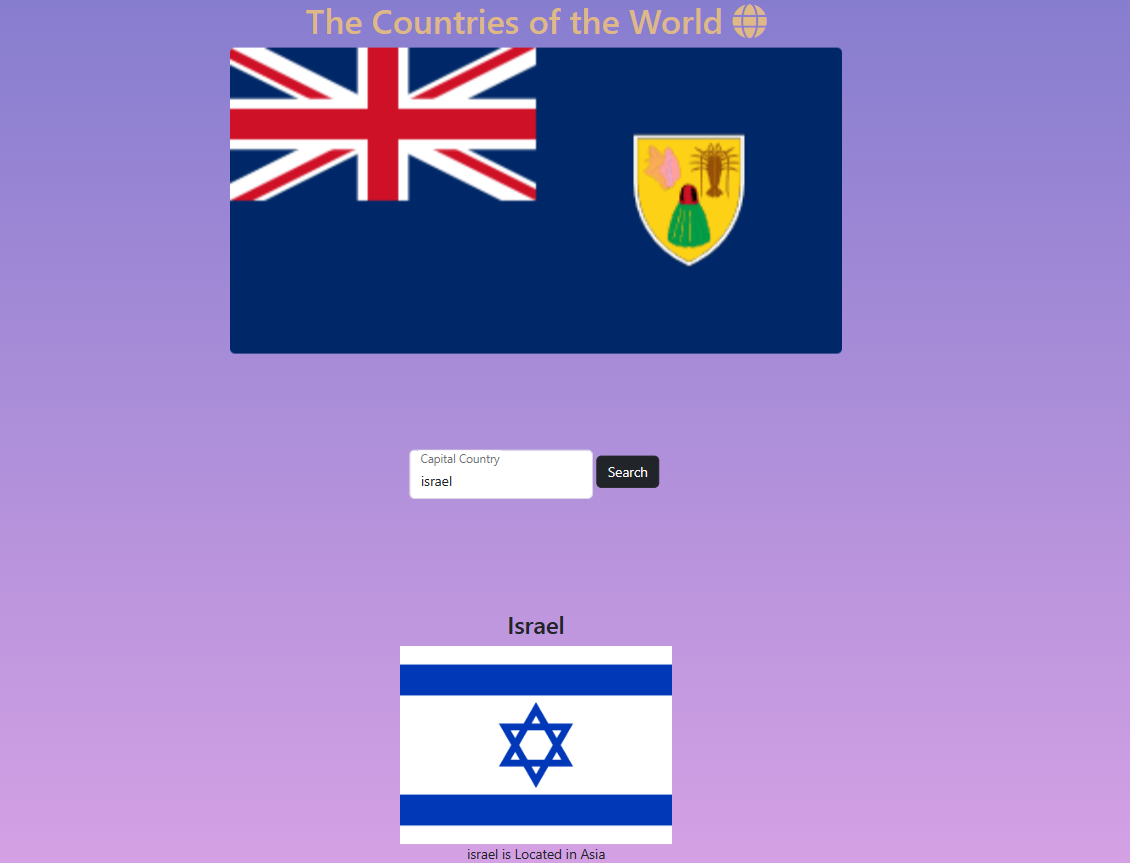 The Countries of the World
Capital Country
israel
Search
Israel
israel is Located in Asia